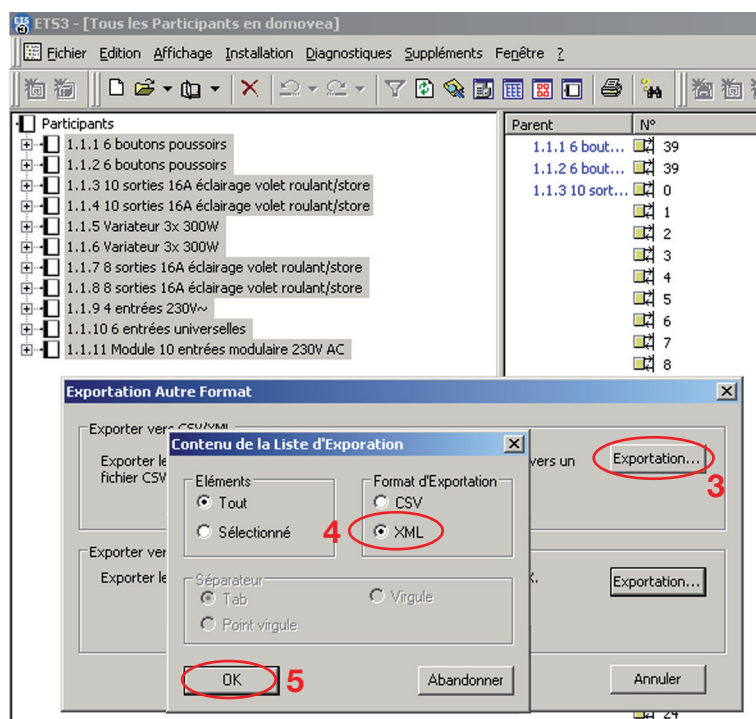 ETS3 - [Tous les Participants en domovea]
Fichier Edition Affichage Installation Diagnostiques Suppléments Fenêtre ?
Participants
1.1.1 6 boutons poussoirs
1.1.2 6 boutons poussoirs
1.1.3 10 sorties 16A éclairage volet roulant/store
1.1.4 10 sorties 16A éclairage volet roulant/store
1.1.5 Variateur 3x 300W
1.1.6 Variateur 3x 300W
1.1.7 8 sorties 16A éclairage volet roulant/store
1.1.8 8 sorties 16A éclairage volet roulant/store
1.1.9 4 entrées 230V~
1.1.10 6 entrées universelles
1.1.11 Module 10 entrées modulaire 230V AC
Parent N°
1.1.1 6 bout... 39
1.1.2 6 bout... 39
1.1.3 10 sort... 0
1
2
3
4
5
6
7
8
Exportation Autre Format
Exporter vers CSV/XML
Exporter le
fichier CSV
vers un
Exportation...
3
Exporter ver
Exporter le
X.
Exportation...
Annuler
Contenu de la Liste d'Exporation
Eléments
Tout
Sélectionné
Format d'Exportation
CSV
4
XML
Séparateur
Tab
Virgule
Point virgule
OK
5
Abandonner
24